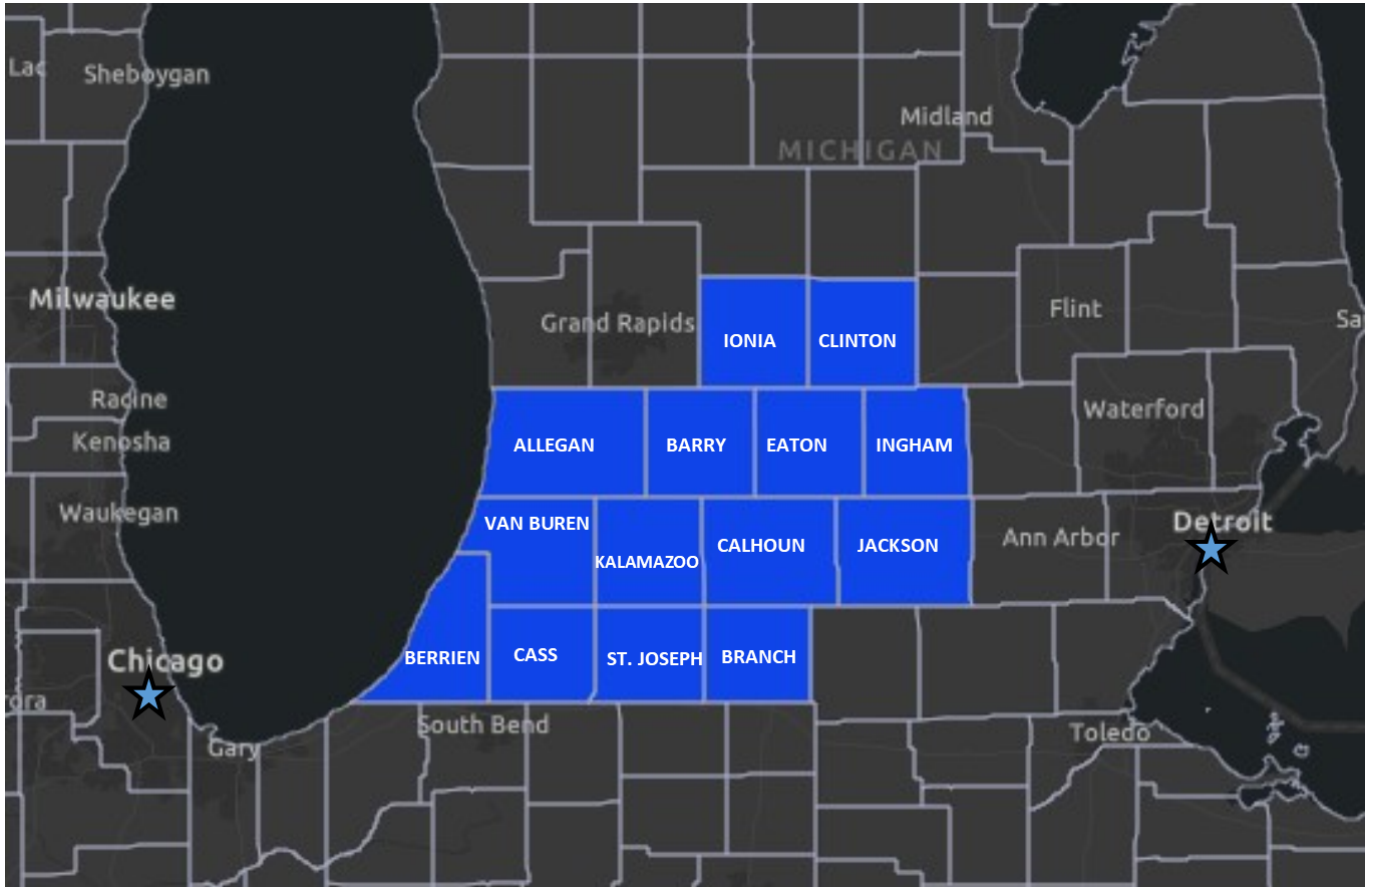 Lac
Sheboygan
Midland
MICHIGAN
Milwaukee
Grand Rapids
IONIA
CLINTON
Flint
Sa
Racine
Kenosha
Waterford
ALLEGAN
BARRY
EATON
INGHAM
Waukegan
VAN BUREN
KALAMAZOO
CALHOUN
JACKSON
Ann Arbor
Detroit
Chicago
BERRIEN
CASS
ST. JOSEPH
BRANCH
ora
South Bend
Gary
Toledo